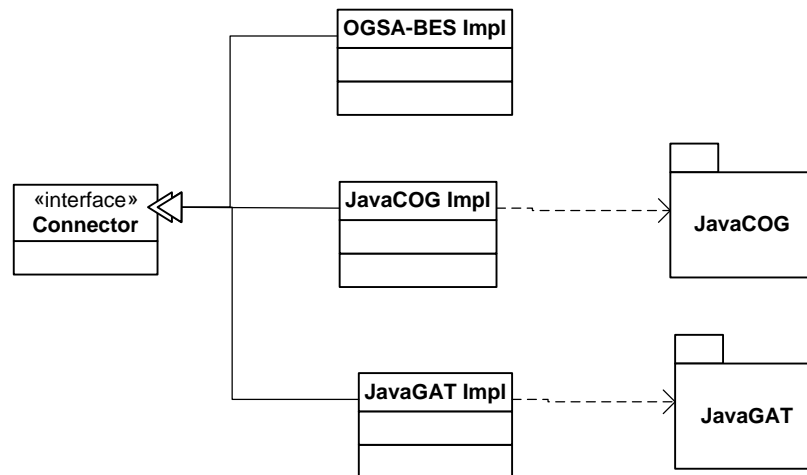 OGSA-BES Impl
«interface»
Connector
JavaCOG Impl
JavaCOG
JavaGAT Impl
JavaGAT